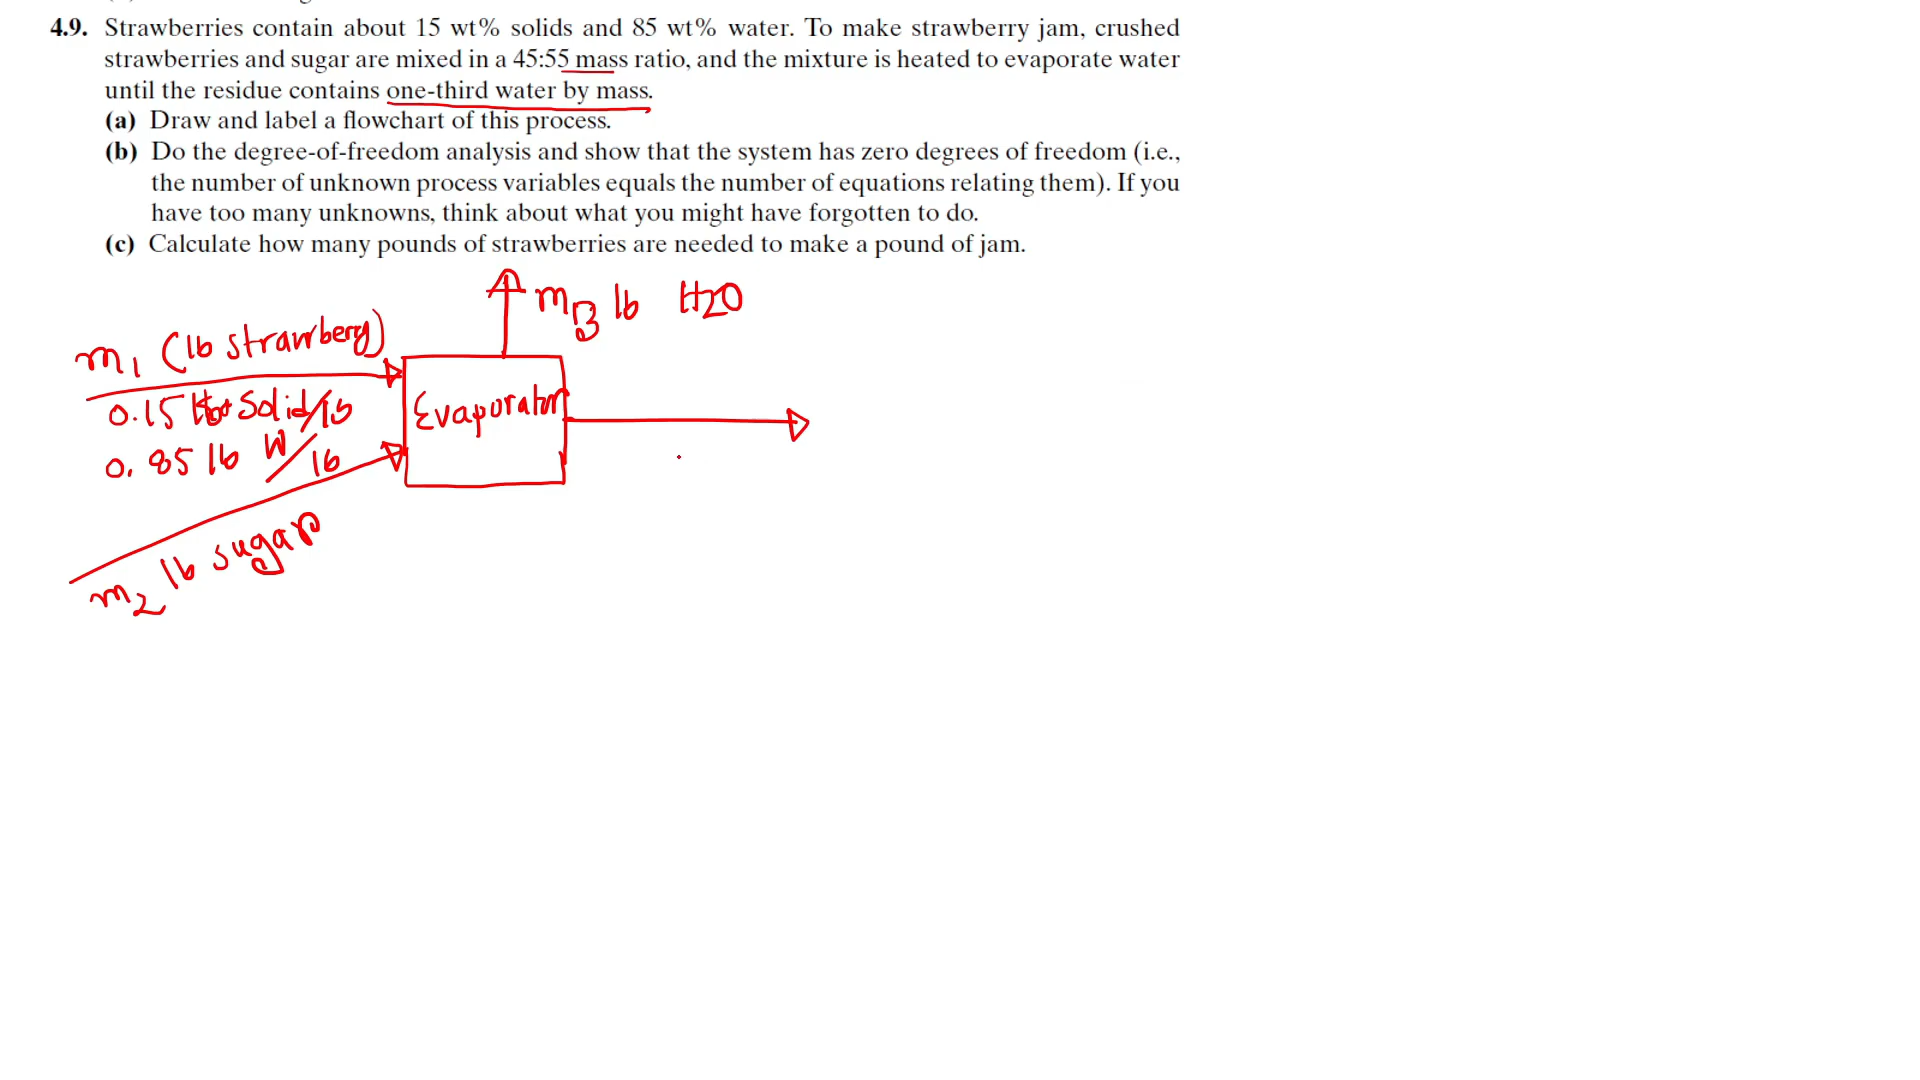 4.9. Strawberries contain about 15 wt% solids and 85 wt% water. To make strawberry jam, crushed
strawberries and sugar are mixed in a 45:55 mass ratio, and the mixture is heated to evaporate water
until the residue contains one-third water by mass.
(a) Draw and label a flowchart of this process.
(b) Do the degree-of-freedom analysis and show that the system has zero degrees of freedom (i.e.,
the number of unknown process variables equals the number of equations relating them). If you
have too many unknowns, think about what you might have forgotten to do.
(c) Calculate how many pounds of strawberries are needed to make a pound of jam.
m3 lb H2O
m1 (lb strawberry)
0.15 solid/lb
Evaporator
0.85 lb W/lb
m2 lb sugar